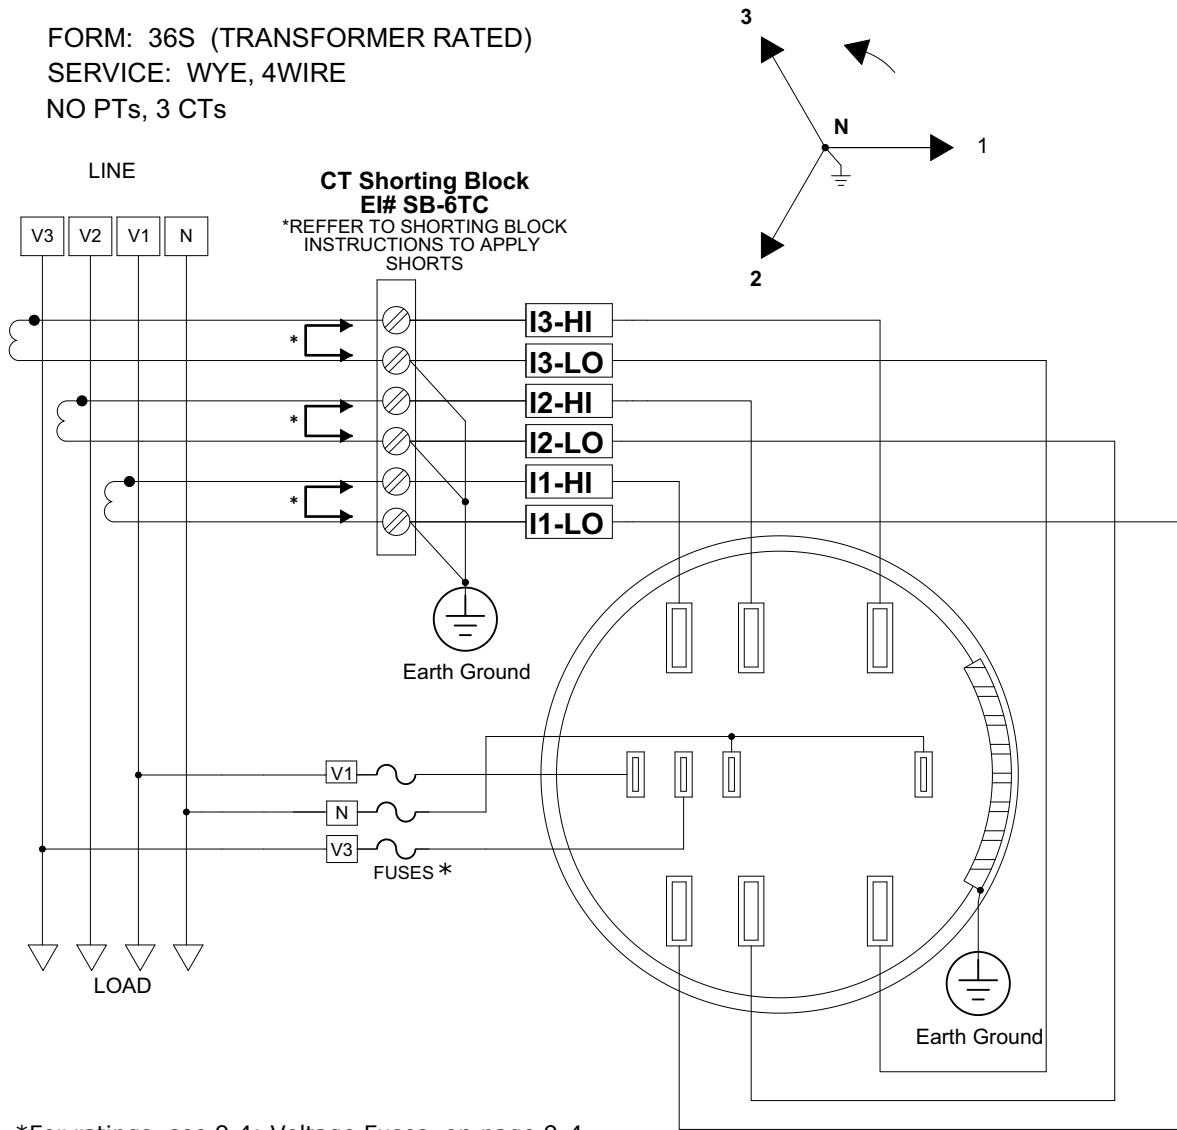 FORM: 36S (TRANSFORMER RATED)
SERVICE: WYE, 4WIRE
NO PTs, 3 CTs
3
N
1
2
LINE
V3 V2 V1 N
CT Shorting Block
EI# SB-6TC
*REFFER TO SHORTING BLOCK
INSTRUCTIONS TO APPLY
SHORTS
* I3-HI
I3-LO
* I2-HI
I2-LO
* I1-HI
I1-LO
Earth Ground
V1
N
V3
FUSES *
LOAD
Earth Ground